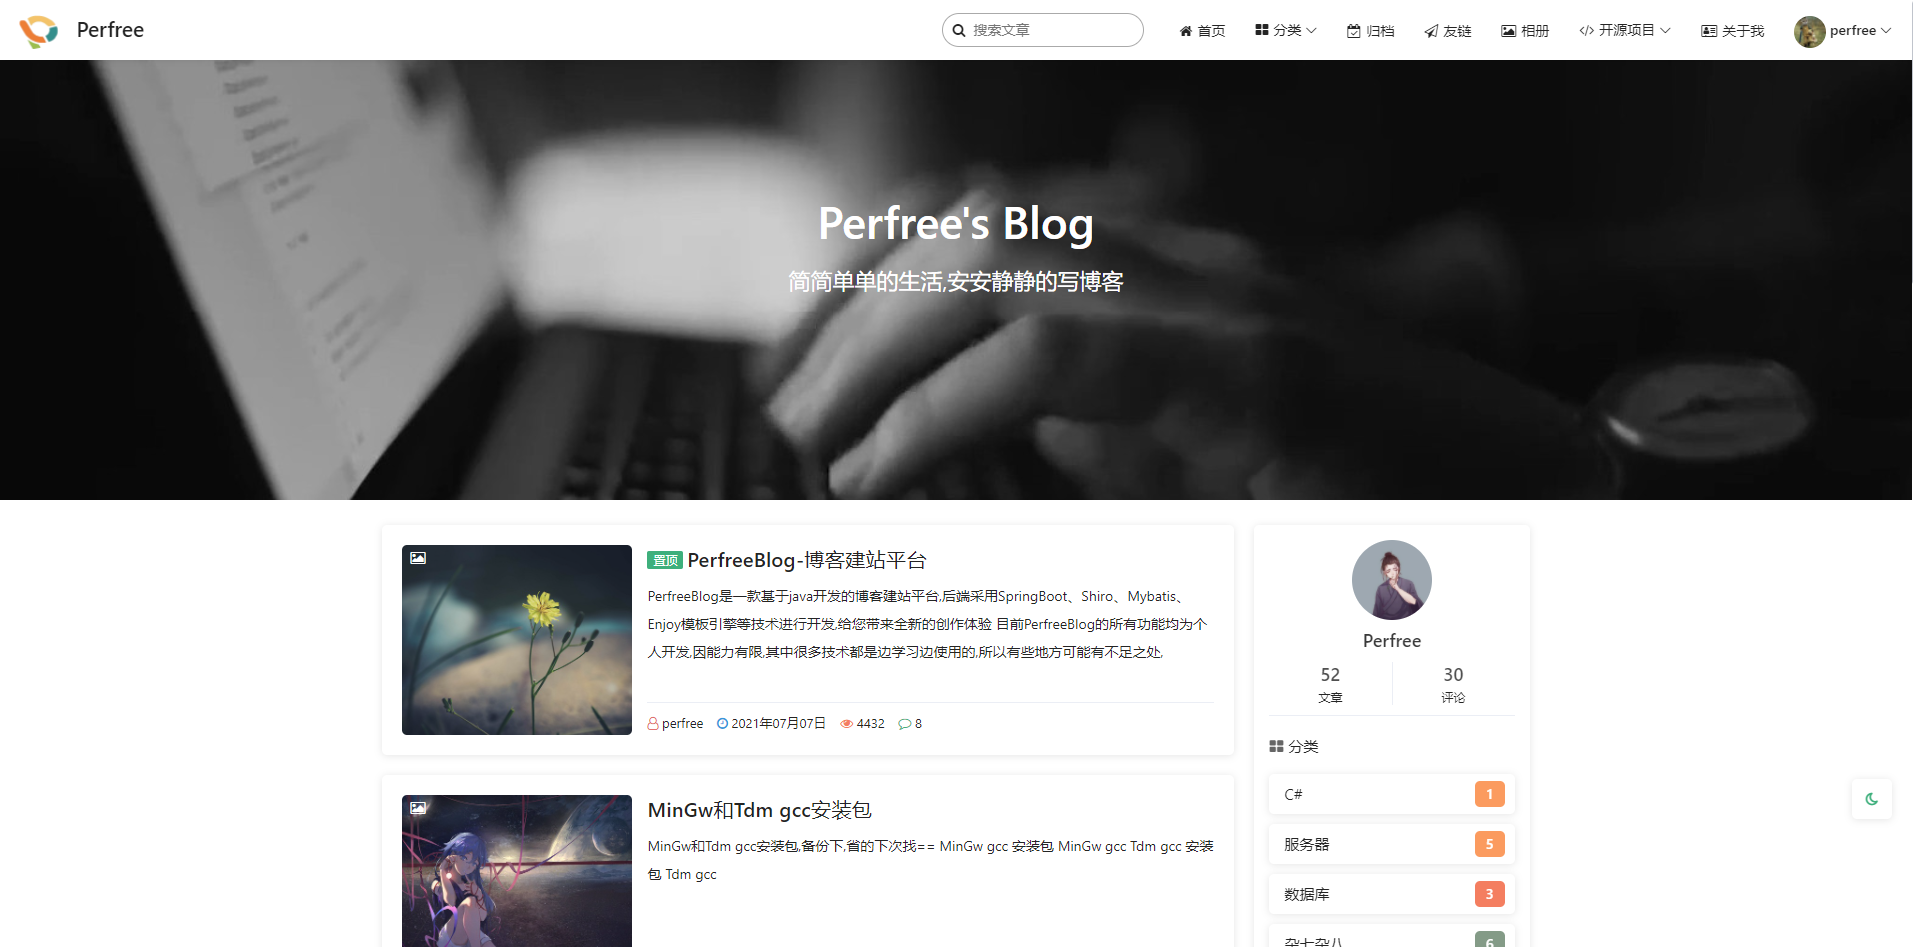 Perfree
搜索文章
首页
分类
归档
友链
相册
开源项目
关于我
perfree
Perfree's Blog
简简单单的生活,安安静静的写博客
置顶 PerfreeBlog-博客建站平台
PerfreeBlog是一款基于java开发的博客建站平台,后端采用SpringBoot、Shiro、Mybatis、
Enjoy模板引擎等技术进行开发,给您带来全新的创作体验 目前PerfreeBlog的所有功能均为个
人开发,因能力有限,其中很多技术都是边学习边使用的,所以有些地方可能有不足之处,
perfree 2021年07月07日 4432 8
MinGw和Tdm gcc安装包
MinGw和Tdm gcc安装包,备份下,省的下次找== MinGw gcc 安装包 MinGw gcc Tdm gcc 安装
包 Tdm gcc
Perfree
52 30
文章 评论
分类
C# 1
服务器 5
数据库 3
杂七杂八 6